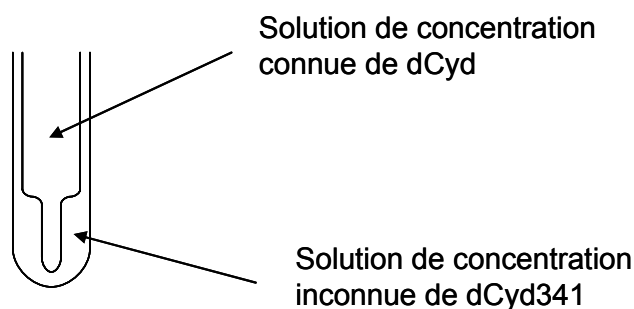 Solution de concentration
connue de dCyd
Solution de concentration
inconnue de dCyd341